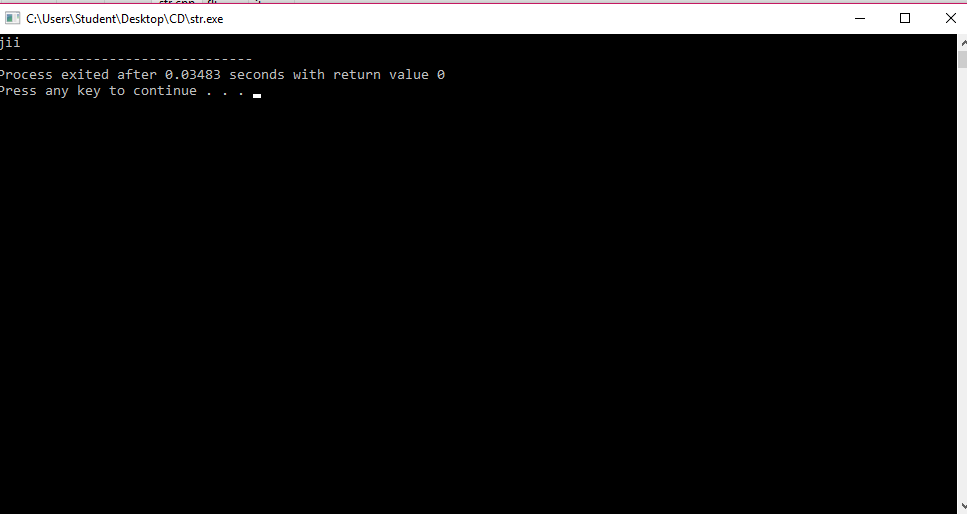 C:\Users\Student\Desktop\CD\str.exe
jii
--------------------------------
Process exited after 0.03483 seconds with return value 0
Press any key to continue . . .